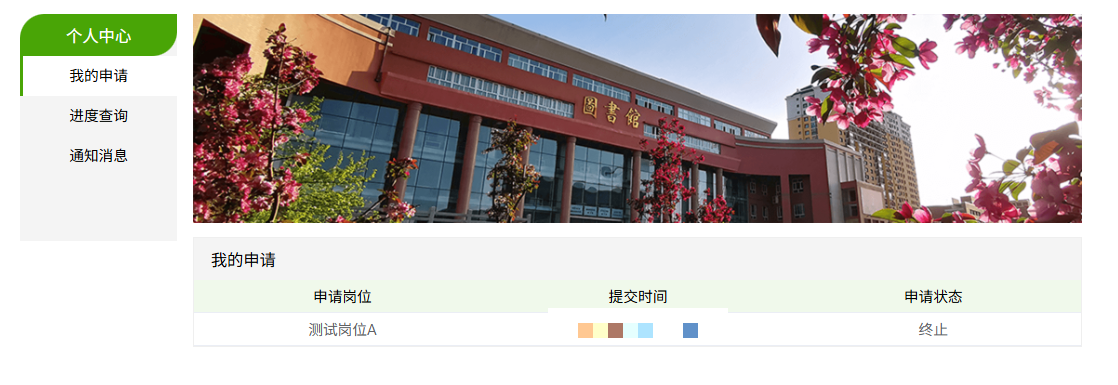 个人中心
我的申请
进度查询
通知消息
圖書館
我的申请
申请岗位 提交时间 申请状态
测试岗位A 终止